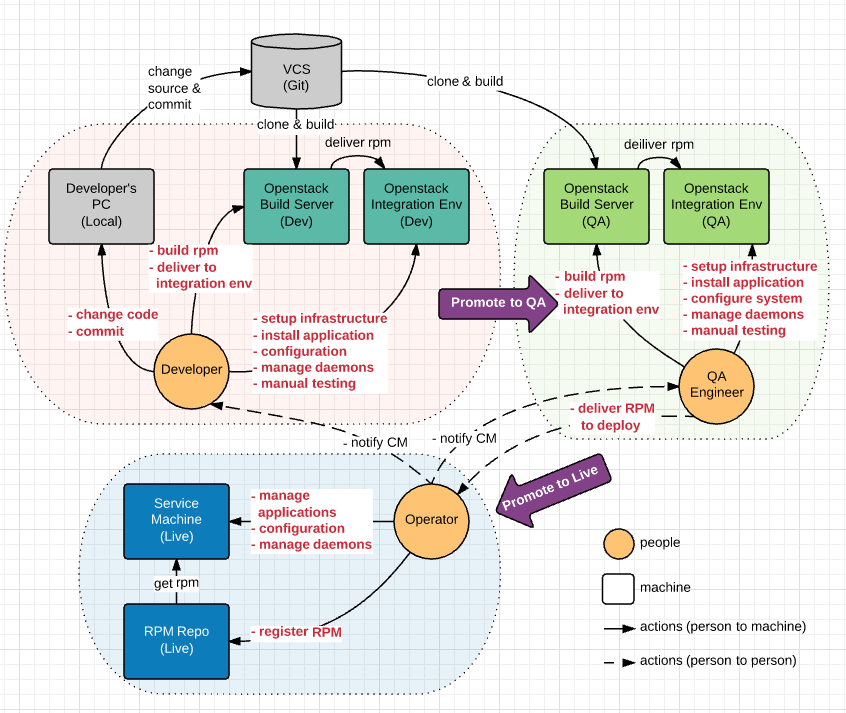 VCS
(Git)
change
source &
commit
clone & build
clone & build
deliver rpm
deiliver rpm
Developer's
PC
(Local)
Openstack
Build Server
(Dev)
Openstack
Integration Env
(Dev)
Openstack
Build Server
(QA)
Openstack
Integration Env
(QA)
- build rpm
- deliver to
integration env
- change code
- commit
- setup infrastructure
- install application
- configuration
- manage daemons
- manual testing
Developer
Promote to QA
- build rpm
- deliver to
integration env
- setup infrastructure
- install application
- configure system
- manage daemons
- manual testing
QA
Engineer
- deliver RPM
to deploy
- notify CM
- notify CM
Promote to Live
Service
Machine
(Live)
- manage
applications
- configuration
- manage daemons
Operator
get rpm
RPM Repo
(Live)
- register RPM
people
machine
actions (person to machine)
actions (person to person)